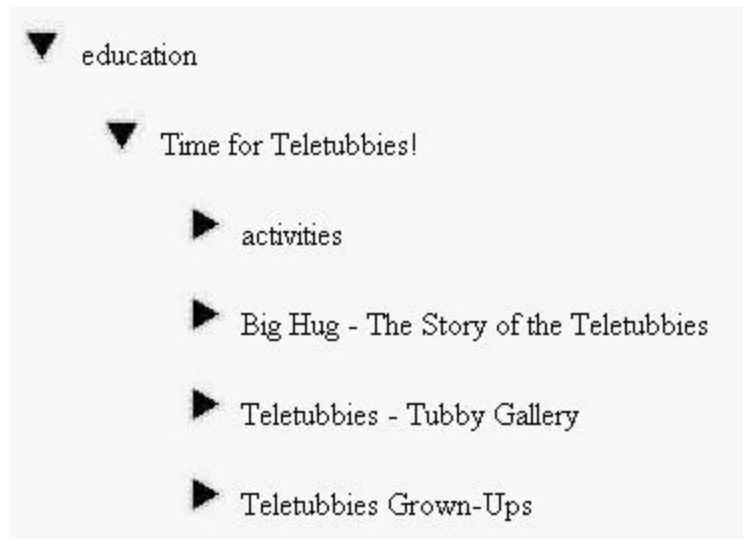 education
Time for Teletubbies!
activities
Big Hug - The Story of the Teletubbies
Teletubbies - Tubby Gallery
Teletubbies Grown-Ups